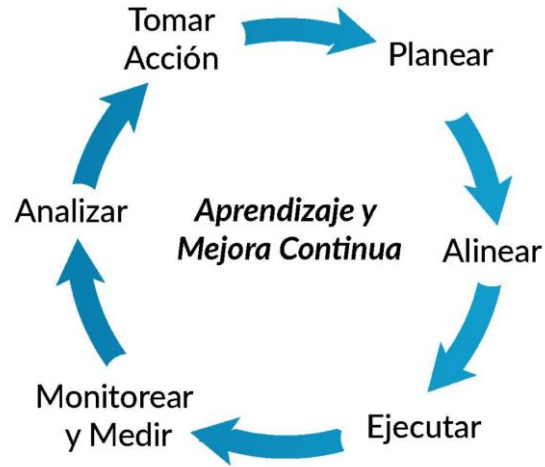 Tomar
Acción
Planear
Alinear
Ejecutar
Monitorear
y Medir
Analizar
Aprendizaje y
Mejora Continua